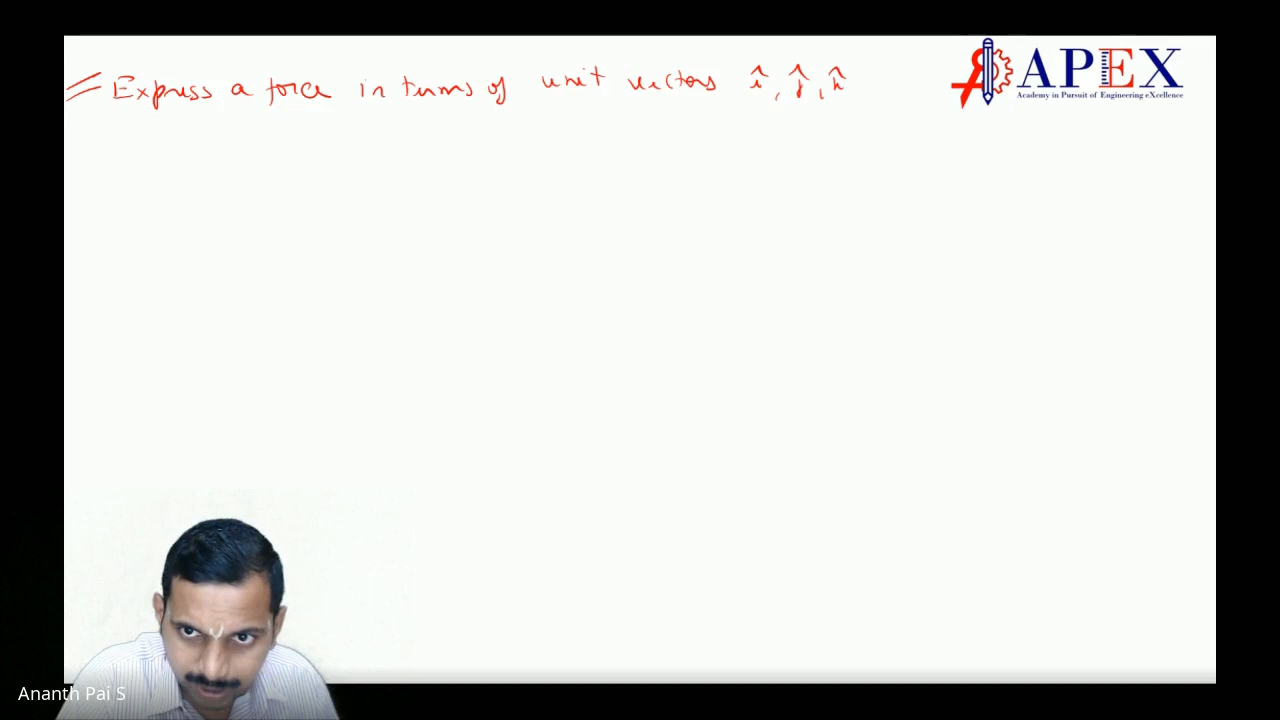 Express a force in terms of unit vectors î, ĵ, k̂
APEX
Academy in Pursuit of Engineering eXcellence
Ananth Pai S